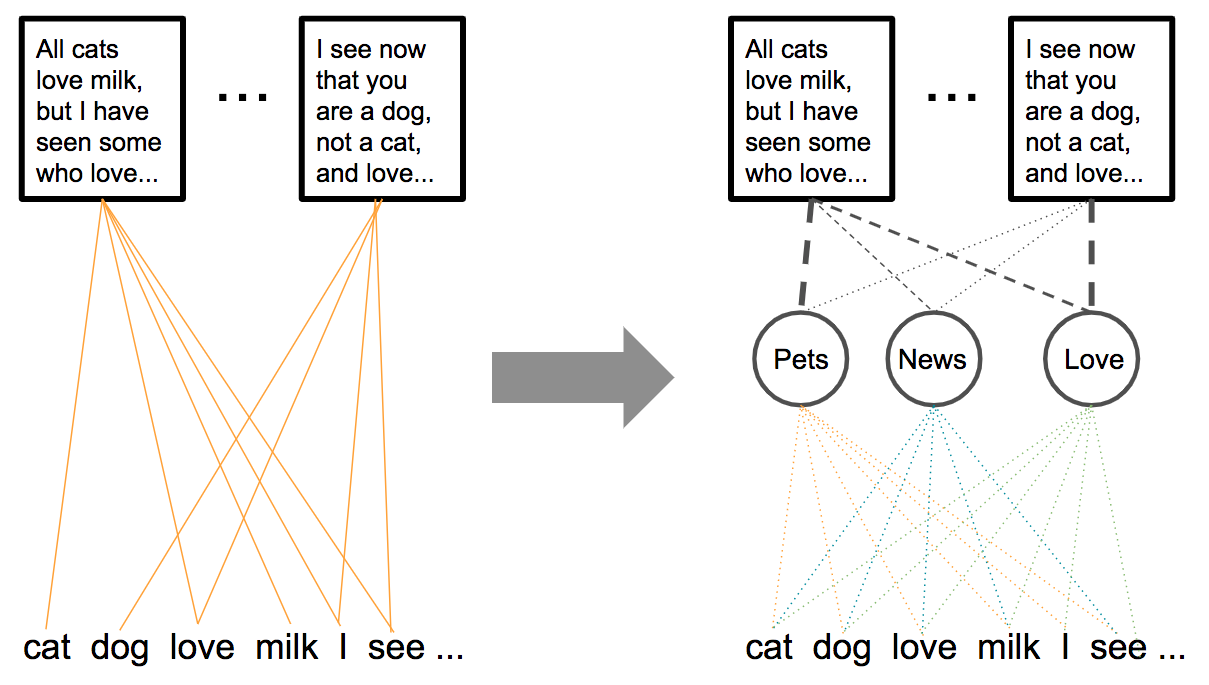 All cats
love milk,
but I have
seen some
who love...
...
I see now
that you
are a dog,
not a cat,
and love...
cat dog love milk I see ...
All cats
love milk,
but I have
seen some
who love...
...
I see now
that you
are a dog,
not a cat,
and love...
Pets News Love
cat dog love milk I see ...